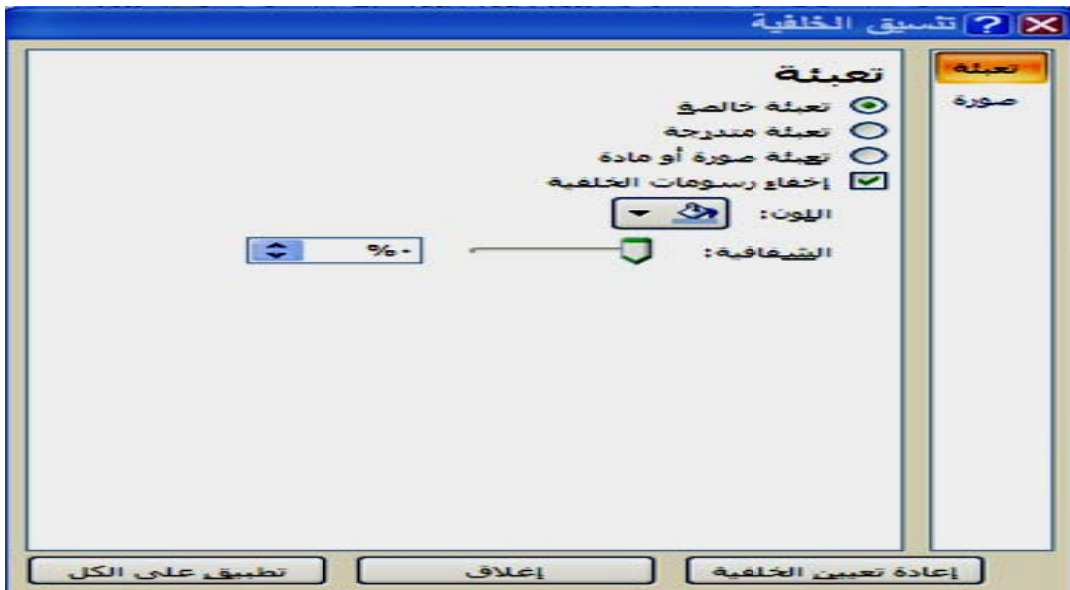 تنسيق الخلفية
تعبئة
صورة
تعبئة
تعبئة خالصة
تعبئة متدرجة
تعبئة صورة أو مادة
إخفاء رسومات الخلفية
اللون:
الشفافية:
٠%
إعادة تعيين الخلفية
إغلاق
تطبيق على الكل